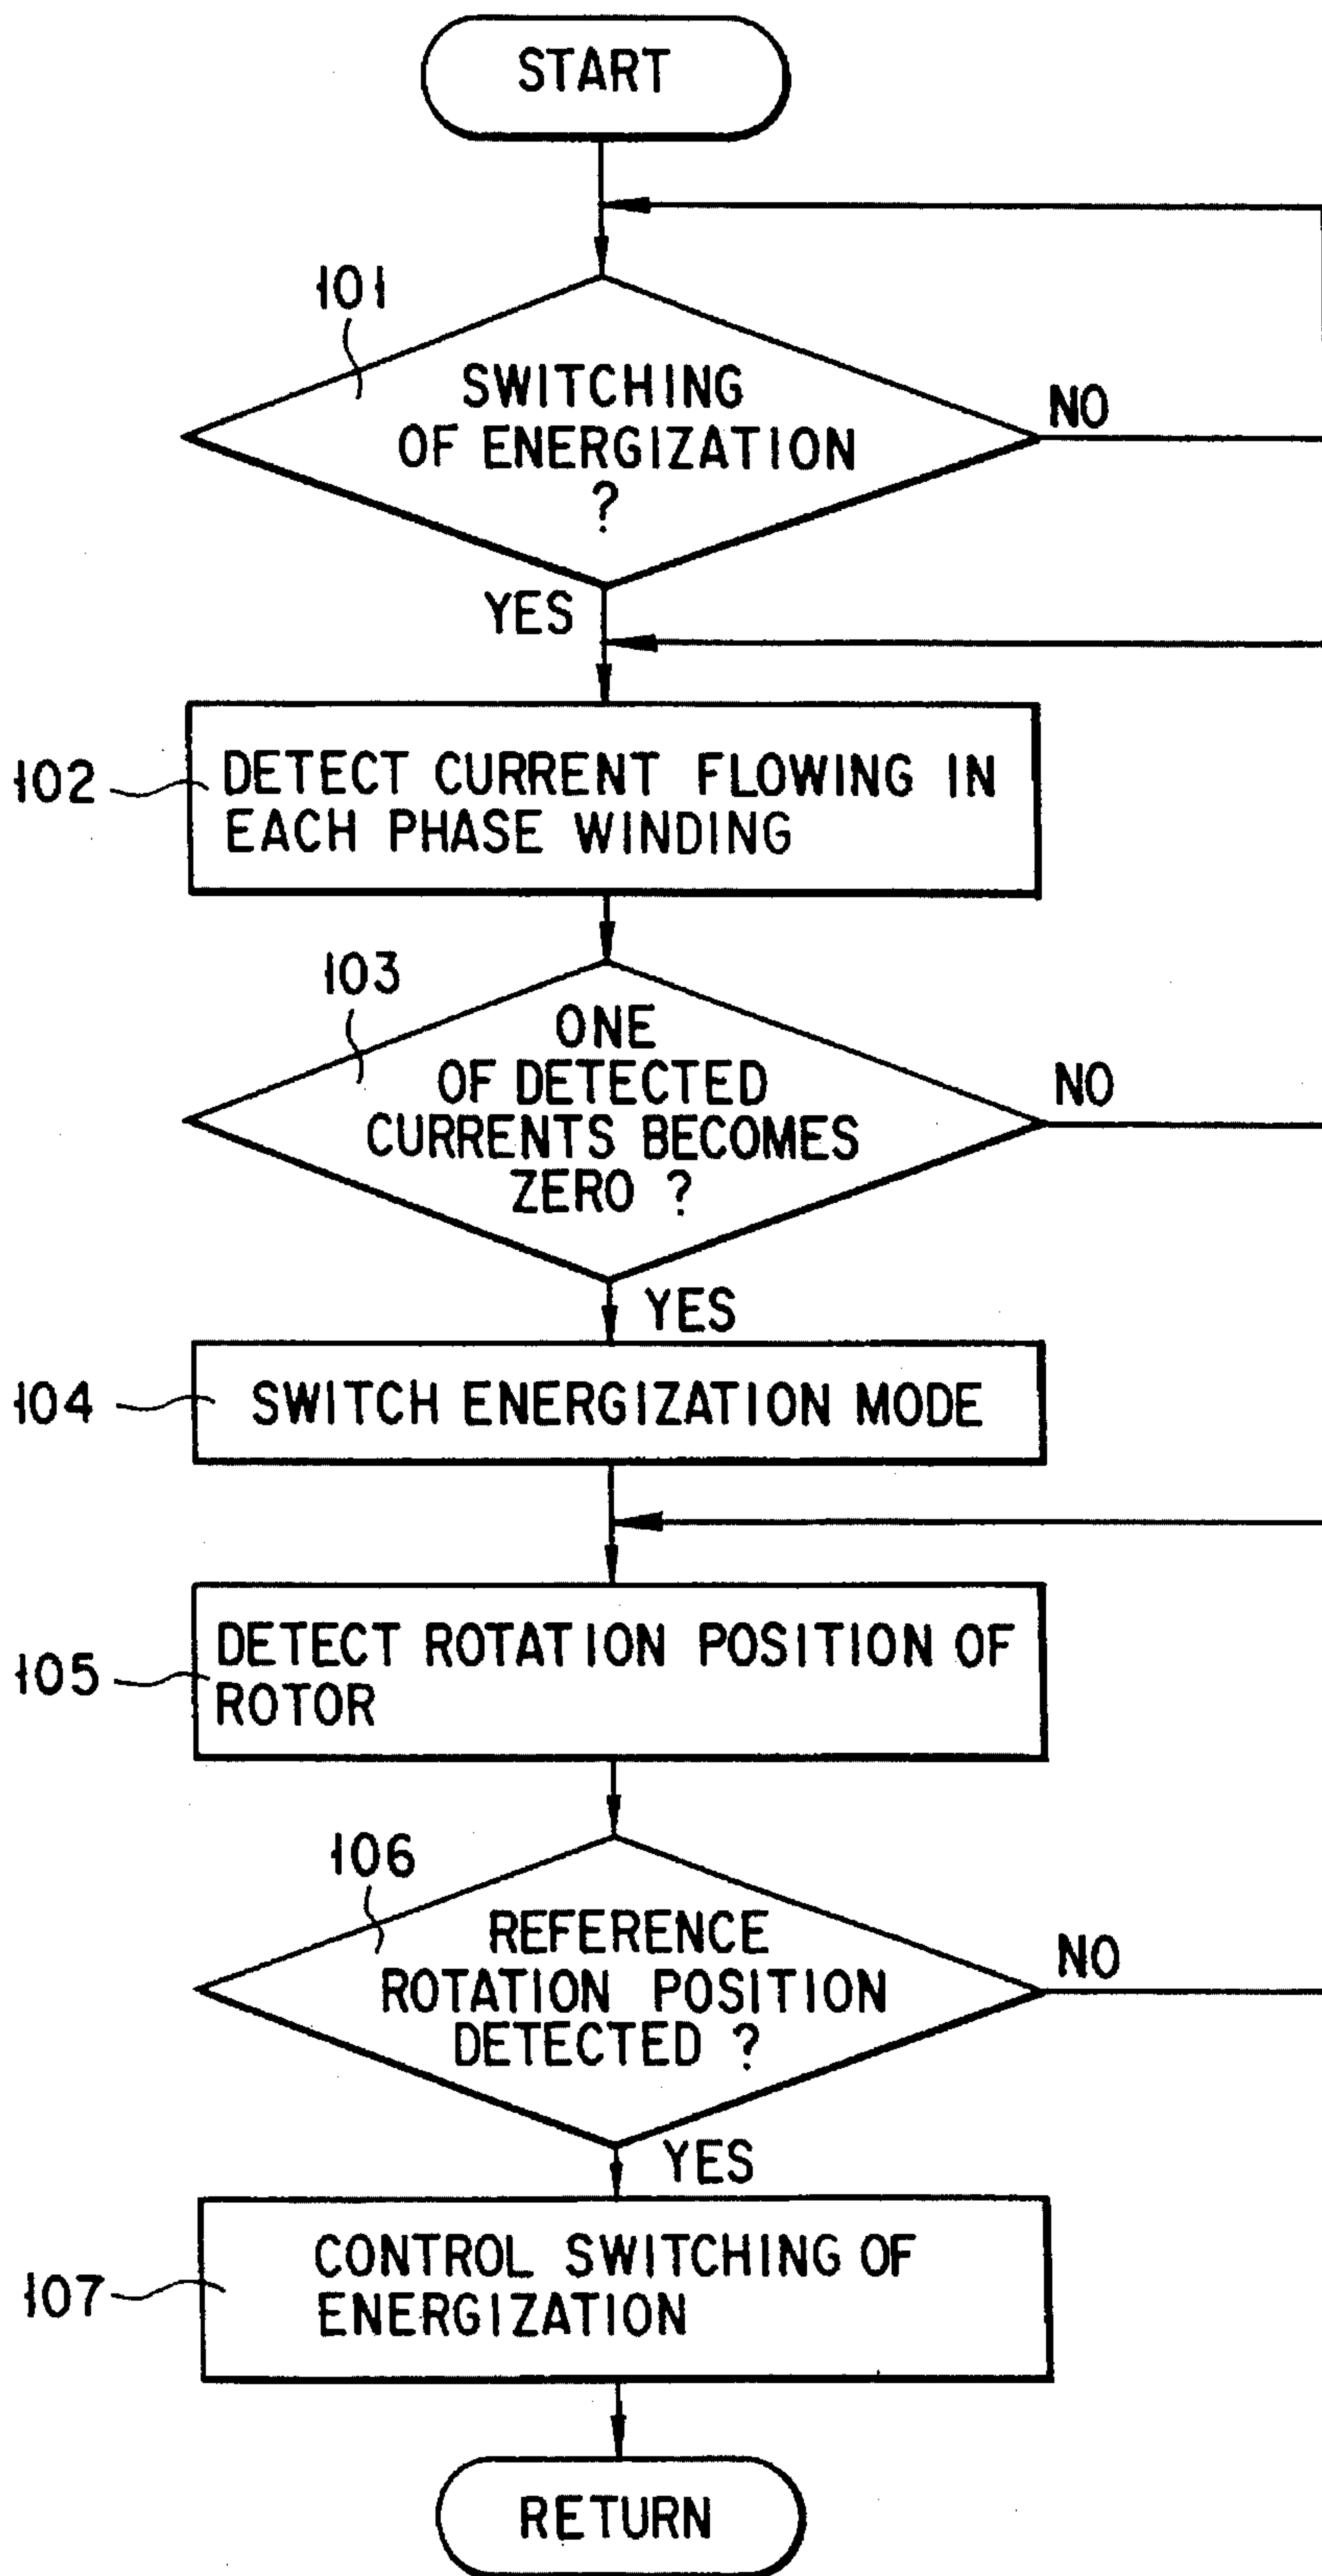 START
101
SWITCHING
OF ENERGIZATION
?
NO
YES
102
DETECT CURRENT FLOWING IN
EACH PHASE WINDING
103
ONE
OF DETECTED
CURRENTS BECOMES
ZERO ?
NO
YES
104
SWITCH ENERGIZATION MODE
105
DETECT ROTATION POSITION OF
ROTOR
106
REFERENCE
ROTATION POSITION
DETECTED ?
NO
YES
107
CONTROL SWITCHING OF
ENERGIZATION
RETURN